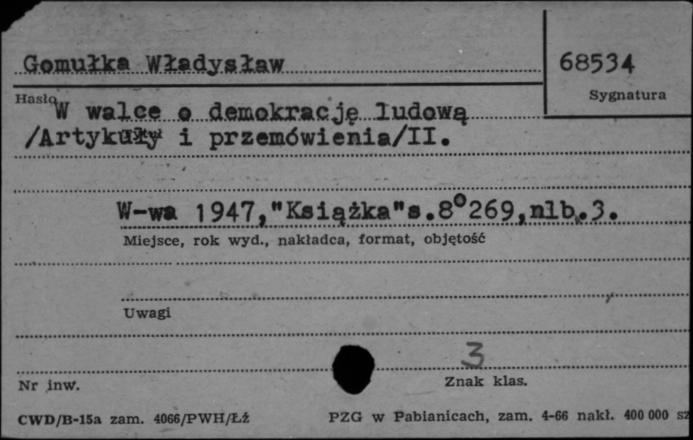 Gomułka Władysław
68534
Hasło
Sygnatura
W walce o demokrację ludową
/Artykuły i przemówienia/II.
W-wa 1947,"Książka"s.8°269,nlb.3.
Miejsce, rok wyd., nakładca, format, objętość
Uwagi
3
Nr inw.
Znak klas.
CWD/B-15a zam. 4066/PWH/Łź
PZG w Pabianicach, zam. 4-66 nakł. 400 000 sz